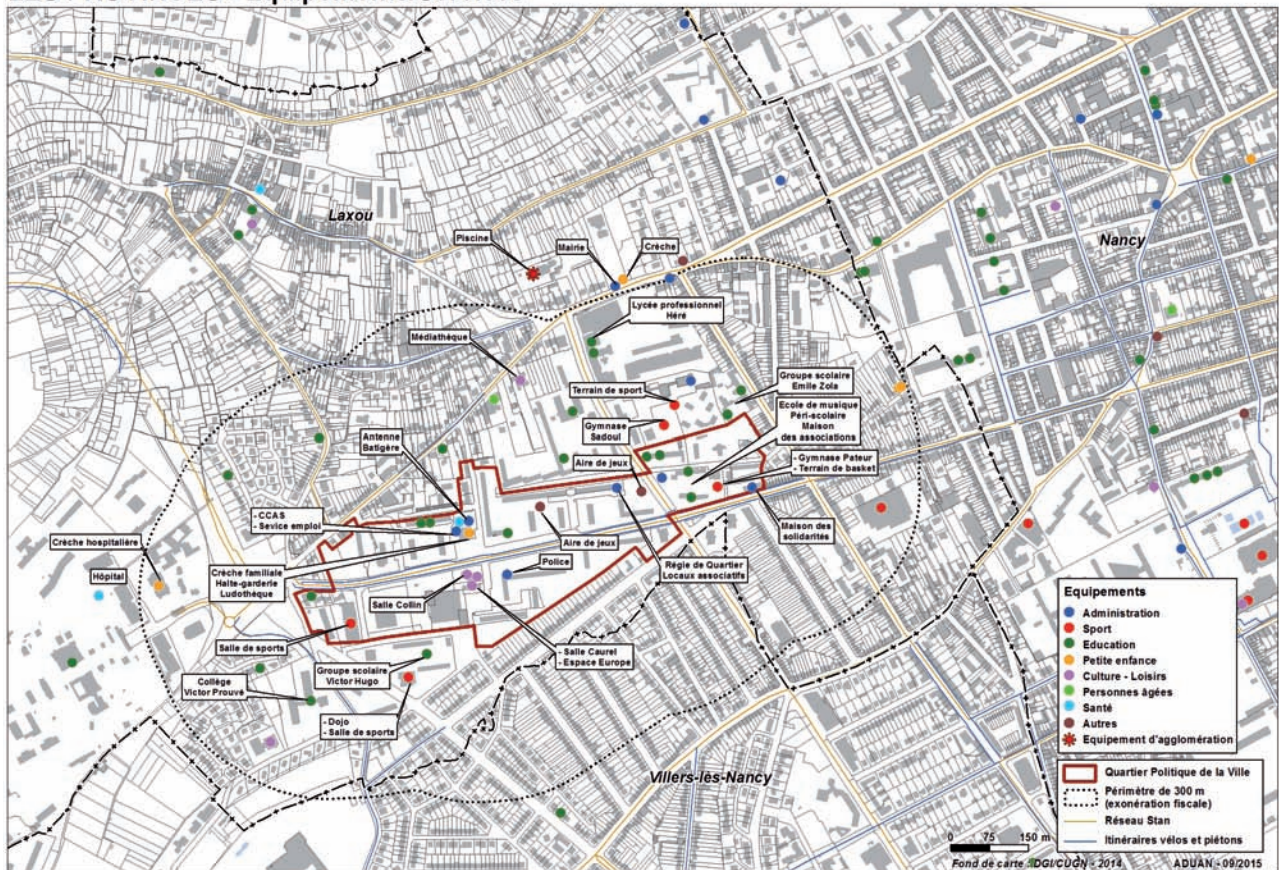 Laxou
Nancy
Piscine
Mairie
Crèche
Lycée professionnel
Héré
Médiathèque
Terrain de sport
Groupe scolaire
Emile Zola
Ecole de musique
Péri-scolaire
Maison
des associations
Gymnase
Sadoul
Antenne
Batigère
Aire de jeux
- Gymnase Pateur
- Terrain de basket
- CCAS
- Sevice emploi
Crèche hospitalière
Hôpital
Maison des
solidarités
Aire de jeux
Crèche familiale
Halte-garderie
Ludothèque
Police
Régie de Quartier
Locaux associatifs
Salle Collin
Salle de sports
- Salle Caurel
- Espace Europe
Groupe scolaire
Victor Hugo
Collège
Victor Prouvé
- Dojo
- Salle de sports
Villers-lès-Nancy
Equipements
Administration
Sport
Education
Petite enfance
Culture - Loisirs
Personnes âgées
Santé
Autres
Equipement d'agglomération
Quartier Politique de la Ville
Périmètre de 300 m
(exonération fiscale)
Réseau Stan
Itinéraires vélos et piétons
0 75 150 m
Fond de carte : DGI/CUGN - 2014
ADUAN - 09/2015